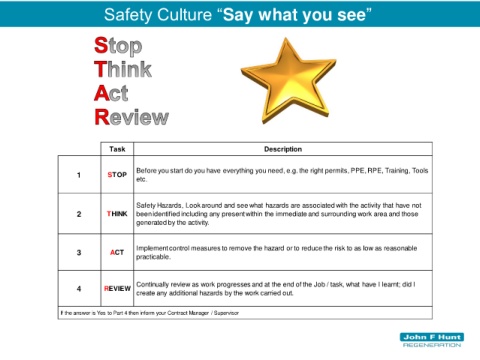 Safety Culture “Say what you see”
Stop
Think
Act
Review
Task Description
1 STOP Before you start do you have everything you need, e.g. the right permits, PPE, RPE, Training, Tools
etc.
2 THINK Safety Hazards, Look around and see what hazards are associated with the activity that have not
been identified including any present within the immediate and surrounding work area and those
generated by the activity.
3 ACT Implement control measures to remove the hazard or to reduce the risk to as low as reasonable
practicable.
4 REVIEW Continually review as work progresses and at the end of the Job / task, what have I learnt; did I
create any additional hazards by the work carried out.
If the answer is Yes to Part 4 then inform your Contract Manager / Supervisor
John F Hunt
REGENERATION